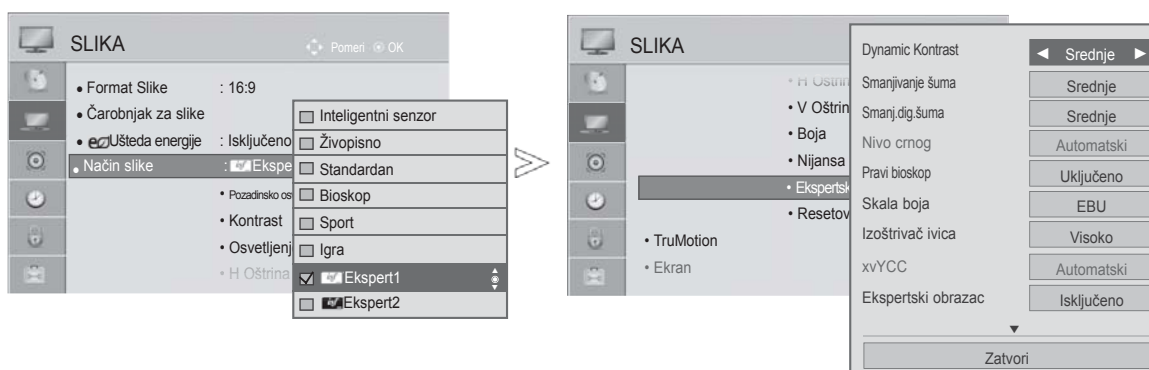 SLIKA
Pomeri OK
• Format Slike : 16:9
• Čarobnjak za slike
• eco Ušteda energije : Isključeno
• Način slike : Ekspe
• Pozadinsko os
• Kontrast
• Osvetljenj
• H Oštrina
Inteligentni senzor
Živopisno
Standardan
Bioskop
Sport
Igra
Ekspert1
Ekspert2
SLIKA
• H Oštrin
• V Oštrin
• Boja
• Nijansa
• Ekspertsk
• Resetov
• TruMotion
• Ekran
Dynamic Kontrast ◄ Srednje ►
Smanjivanje šuma Srednje
Smanj.dig.šuma Srednje
Nivo crnog Automatski
Pravi bioskop Uključeno
Skala boja EBU
Izoštrivač ivica Visoko
xvYCC Automatski
Ekspertski obrazac Isključeno
Zatvori